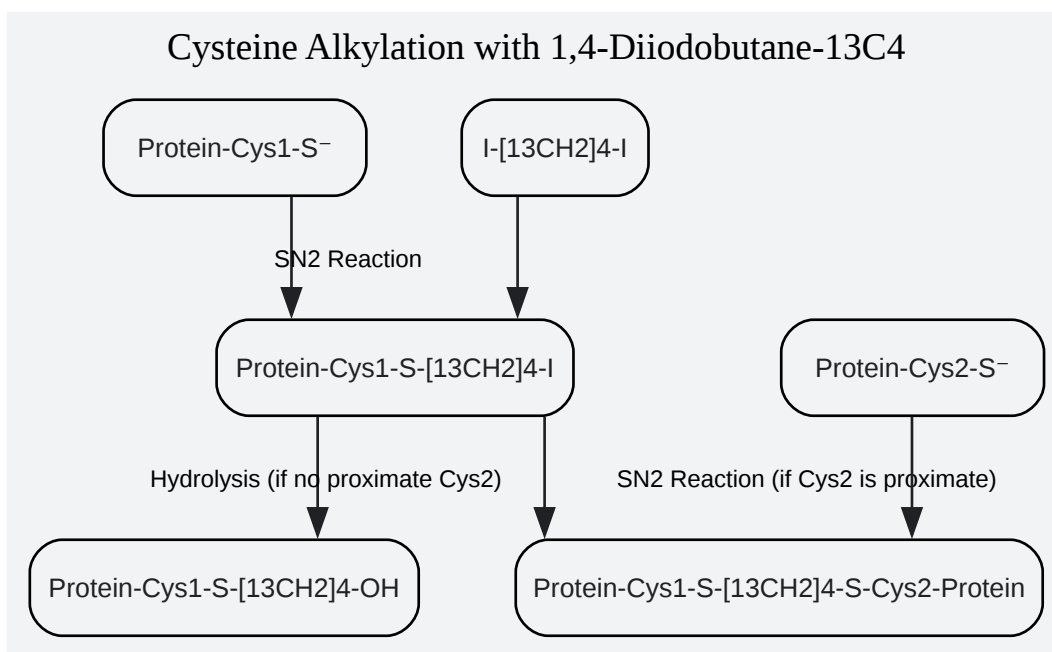 Cysteine Alkylation with 1,4-Diiodobutane-13C4
Protein-Cys1-S⁻
I-[13CH2]4-I
SN2 Reaction
Protein-Cys1-S-[13CH2]4-I
Protein-Cys2-S⁻
Hydrolysis (if no proximate Cys2)
SN2 Reaction (if Cys2 is proximate)
Protein-Cys1-S-[13CH2]4-OH
Protein-Cys1-S-[13CH2]4-S-Cys2-Protein